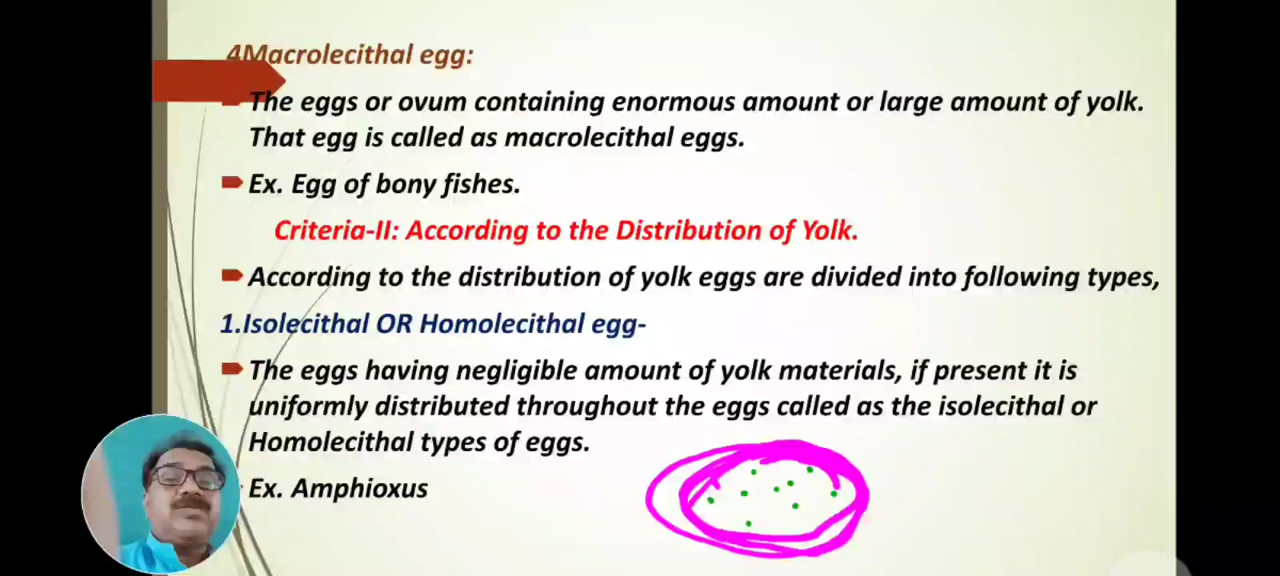 4Macrolecithal egg:
The eggs or ovum containing enormous amount or large amount of yolk.
That egg is called as macrolecithal eggs.
Ex. Egg of bony fishes.
Criteria-II: According to the Distribution of Yolk.
According to the distribution of yolk eggs are divided into following types,
1.Isolecithal OR Homolecithal egg-
The eggs having negligible amount of yolk materials, if present it is
uniformly distributed throughout the eggs called as the isolecithal or
Homolecithal types of eggs.
Ex. Amphioxus